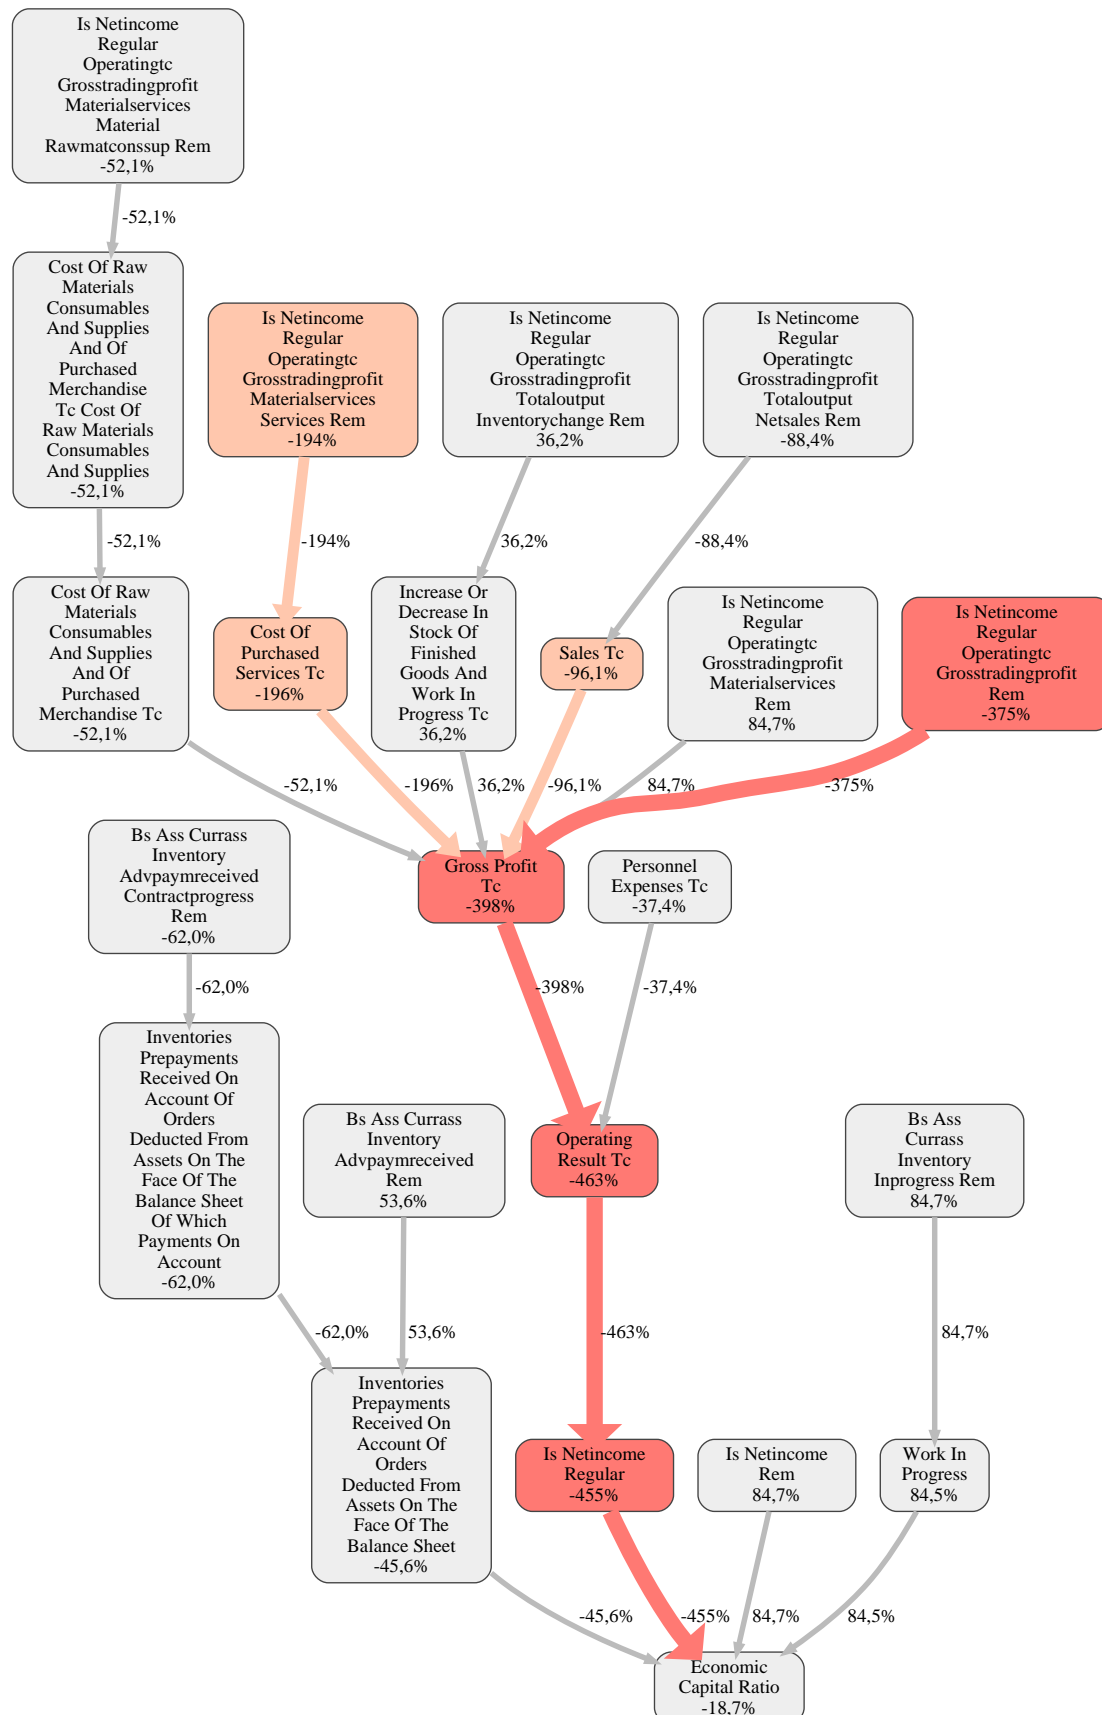 Is Netincome
Regular
Operatingtc
Grosstradingprofit
Materialservices
Material
Rawmatconssup Rem
-52,1%
-52,1%
Cost Of Raw
Materials
Consumables
And Supplies
And Of
Purchased
Merchandise
Tc Cost Of
Raw Materials
Consumables
And Supplies
-52,1%
Is Netincome
Regular
Operatingtc
Grosstradingprofit
Materialservices
Services Rem
-194%
Is Netincome
Regular
Operatingtc
Grosstradingprofit
Totaloutput
Inventorychange Rem
36,2%
Is Netincome
Regular
Operatingtc
Grosstradingprofit
Totaloutput
Netsales Rem
-88,4%
-52,1%
-194%
36,2%
-88,4%
Cost Of Raw
Materials
Consumables
And Supplies
And Of
Purchased
Merchandise Tc
-52,1%
Cost Of
Purchased
Services Tc
-196%
Increase Or
Decrease In
Stock Of
Finished
Goods And
Work In
Progress Tc
36,2%
Sales Tc
-96,1%
Is Netincome
Regular
Operatingtc
Grosstradingprofit
Materialservices
Rem
84,7%
Is Netincome
Regular
Operatingtc
Grosstradingprofit
Rem
-375%
-52,1%
-196%
36,2%
-96,1%
84,7%
-375%
Bs Ass Currass
Inventory
Advpaymreceived
Contractprogress
Rem
-62,0%
Gross Profit
Tc
-398%
Personnel
Expenses Tc
-37,4%
-62,0%
-398%
-37,4%
Inventories
Prepayments
Received On
Account Of
Orders
Deducted From
Assets On The
Face Of The
Balance Sheet
Of Which
Payments On
Account
-62,0%
Bs Ass Currass
Inventory
Advpaymreceived
Rem
53,6%
Operating
Result Tc
-463%
Bs Ass
Currass
Inventory
Inprogress Rem
84,7%
-62,0%
53,6%
-463%
84,7%
Inventories
Prepayments
Received On
Account Of
Orders
Deducted From
Assets On The
Face Of The
Balance Sheet
-45,6%
Is Netincome
Regular
-455%
Is Netincome
Rem
84,7%
Work In
Progress
84,5%
-45,6%
-455%
84,7%
84,5%
Economic
Capital Ratio
-18,7%